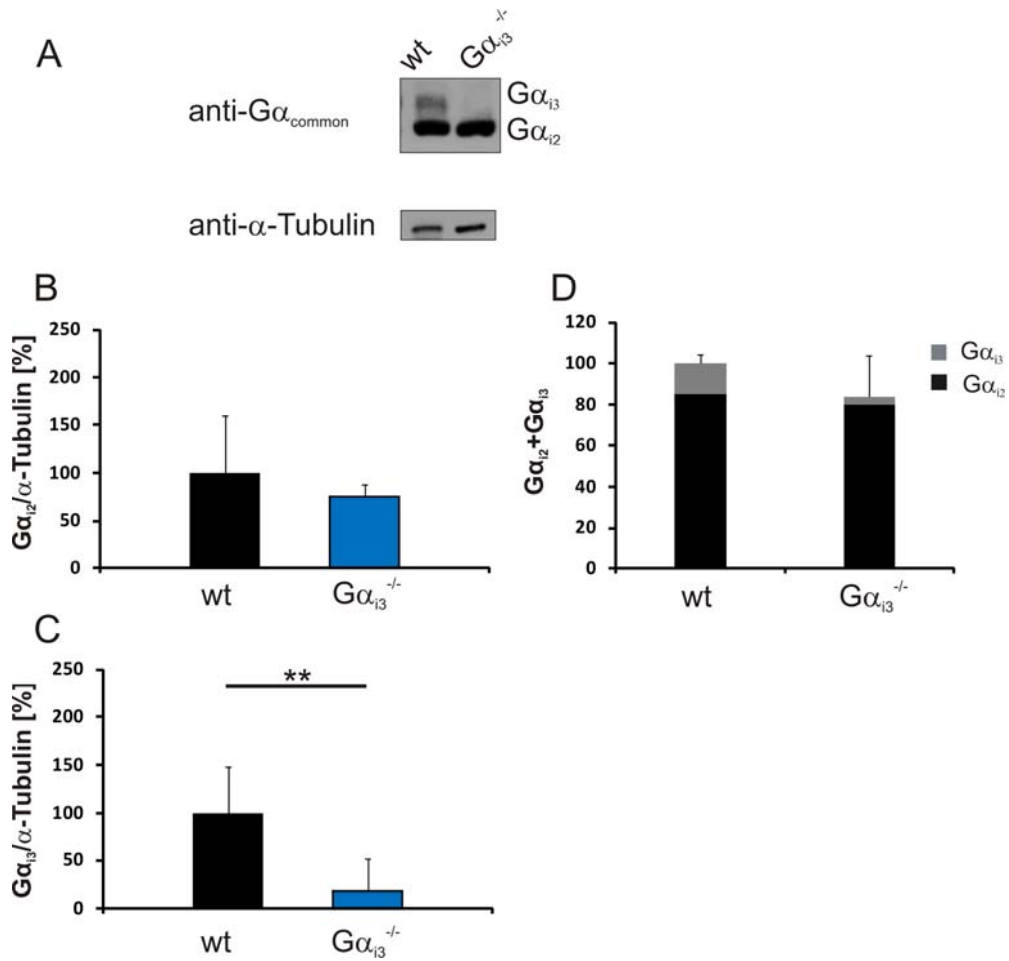 A
wt Gαi3-/-
anti-Gαcommon
Gαi3
Gαi2
anti-α-Tubulin
B
Gαi2/α-Tubulin [%]
250
200
150
100
50
0
wt Gαi3-/-
C
Gαi3/α-Tubulin [%]
250
200
150
100
50
0
**
wt Gαi3-/-
D
Gαi2+Gαi3
120
100
80
60
40
20
0
wt Gαi3-/-
Gαi3
Gαi2